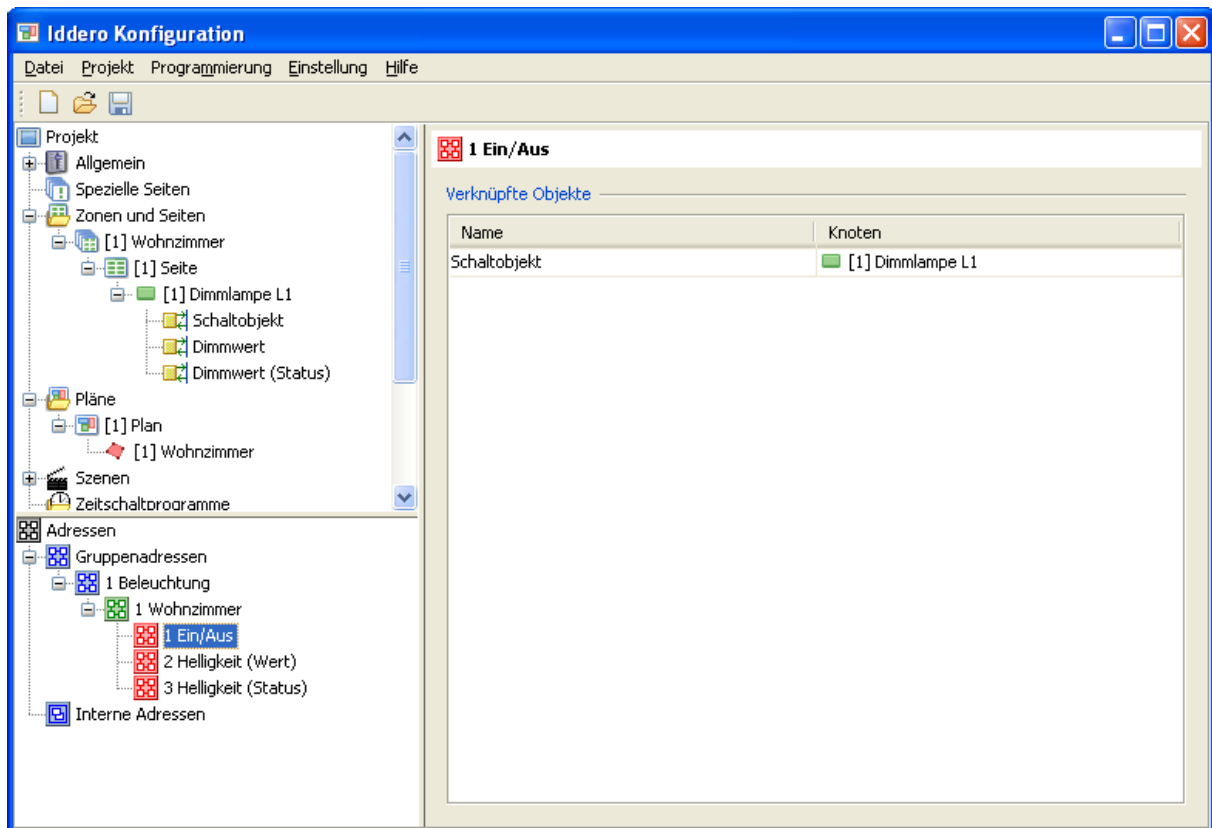 Iddero Konfiguration
Datei Projekt Programmierung Einstellung Hilfe
Projekt
Allgemein
Spezielle Seiten
Zonen und Seiten
[1] Wohnzimmer
[1] Seite
[1] Dimmlampe L1
Schaltobjekt
Dimmwert
Dimmwert (Status)
Pläne
[1] Plan
[1] Wohnzimmer
Szenen
Zeitschaltprogramme
Adressen
Gruppenadressen
1 Beleuchtung
1 Wohnzimmer
1 Ein/Aus
2 Helligkeit (Wert)
3 Helligkeit (Status)
Interne Adressen
1 Ein/Aus
Verknüpfte Objekte
Name Knoten
Schaltobjekt [1] Dimmlampe L1